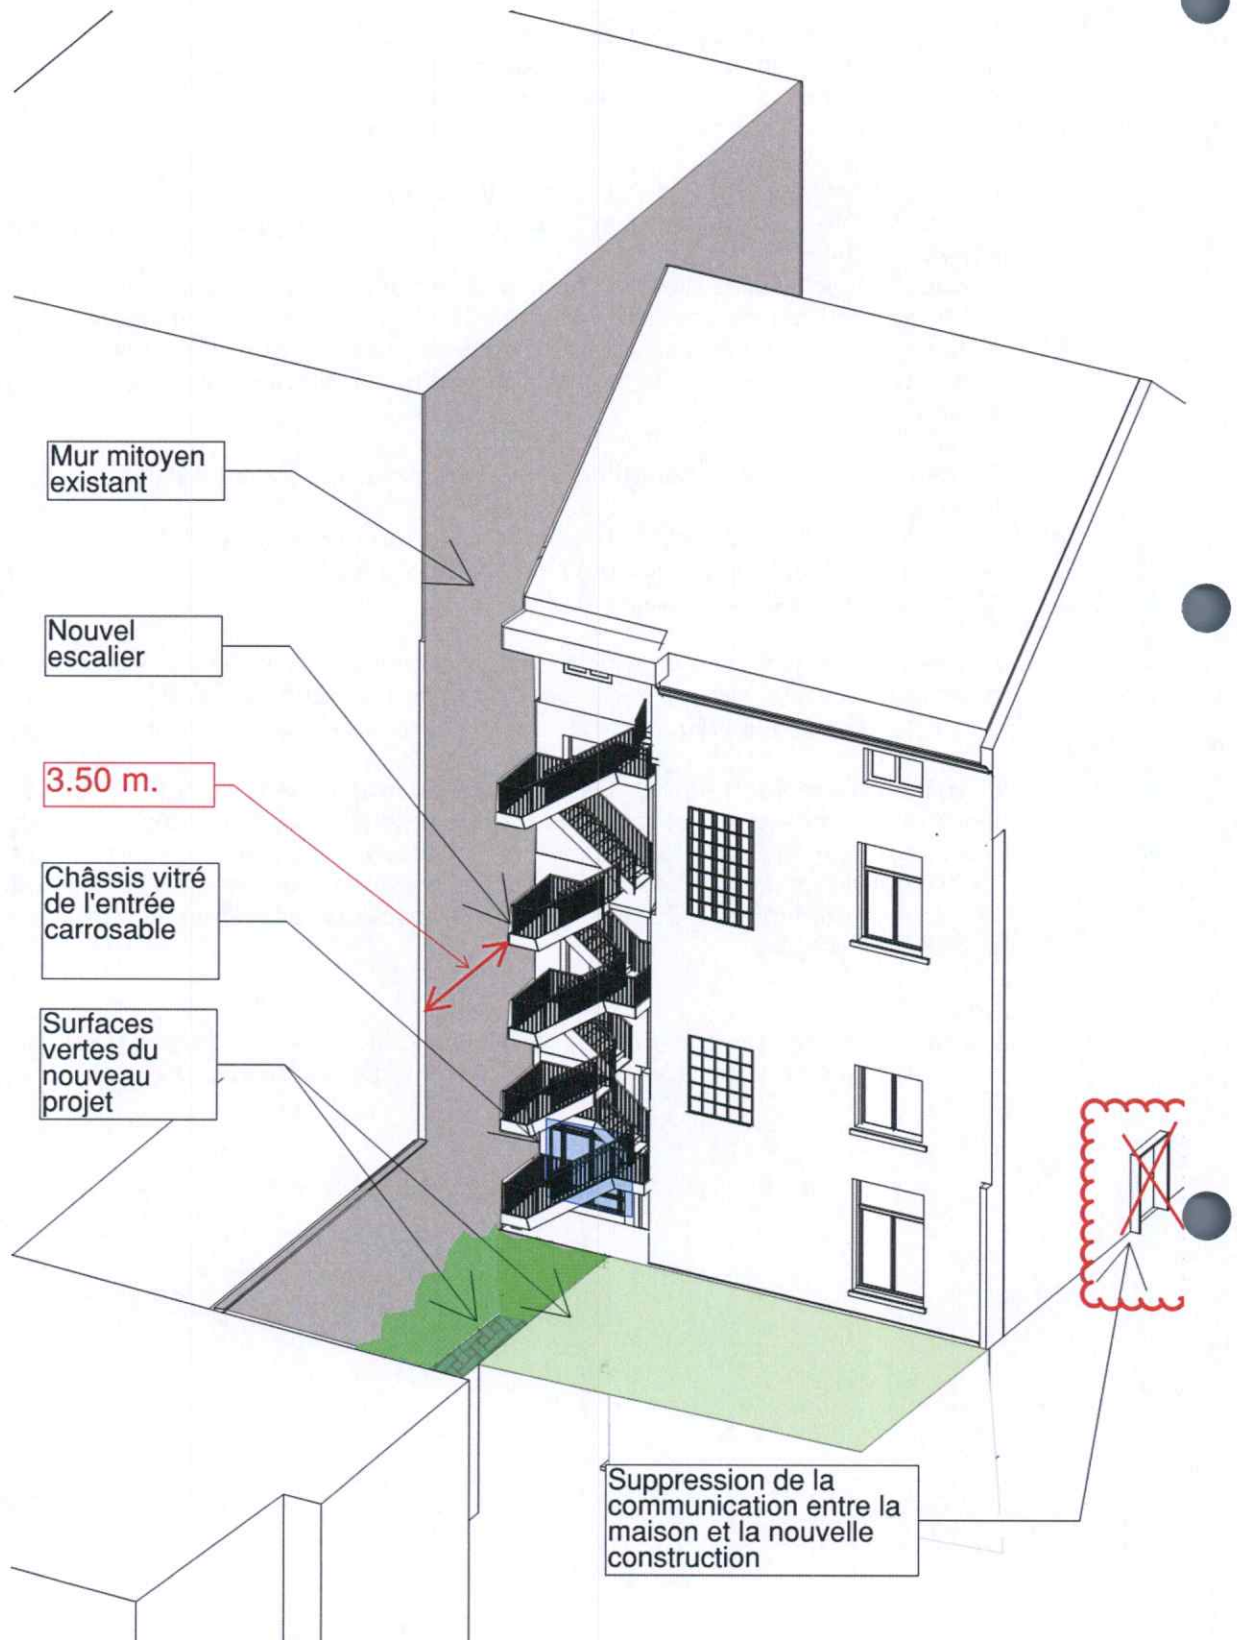 Mur mitoyen
existant
Nouvel
escalier
3.50 m.
Châssis vitré
de l'entrée
carrosable
Surfaces
vertes du
nouveau
projet
Suppression de la
communication entre la
maison et la nouvelle
construction